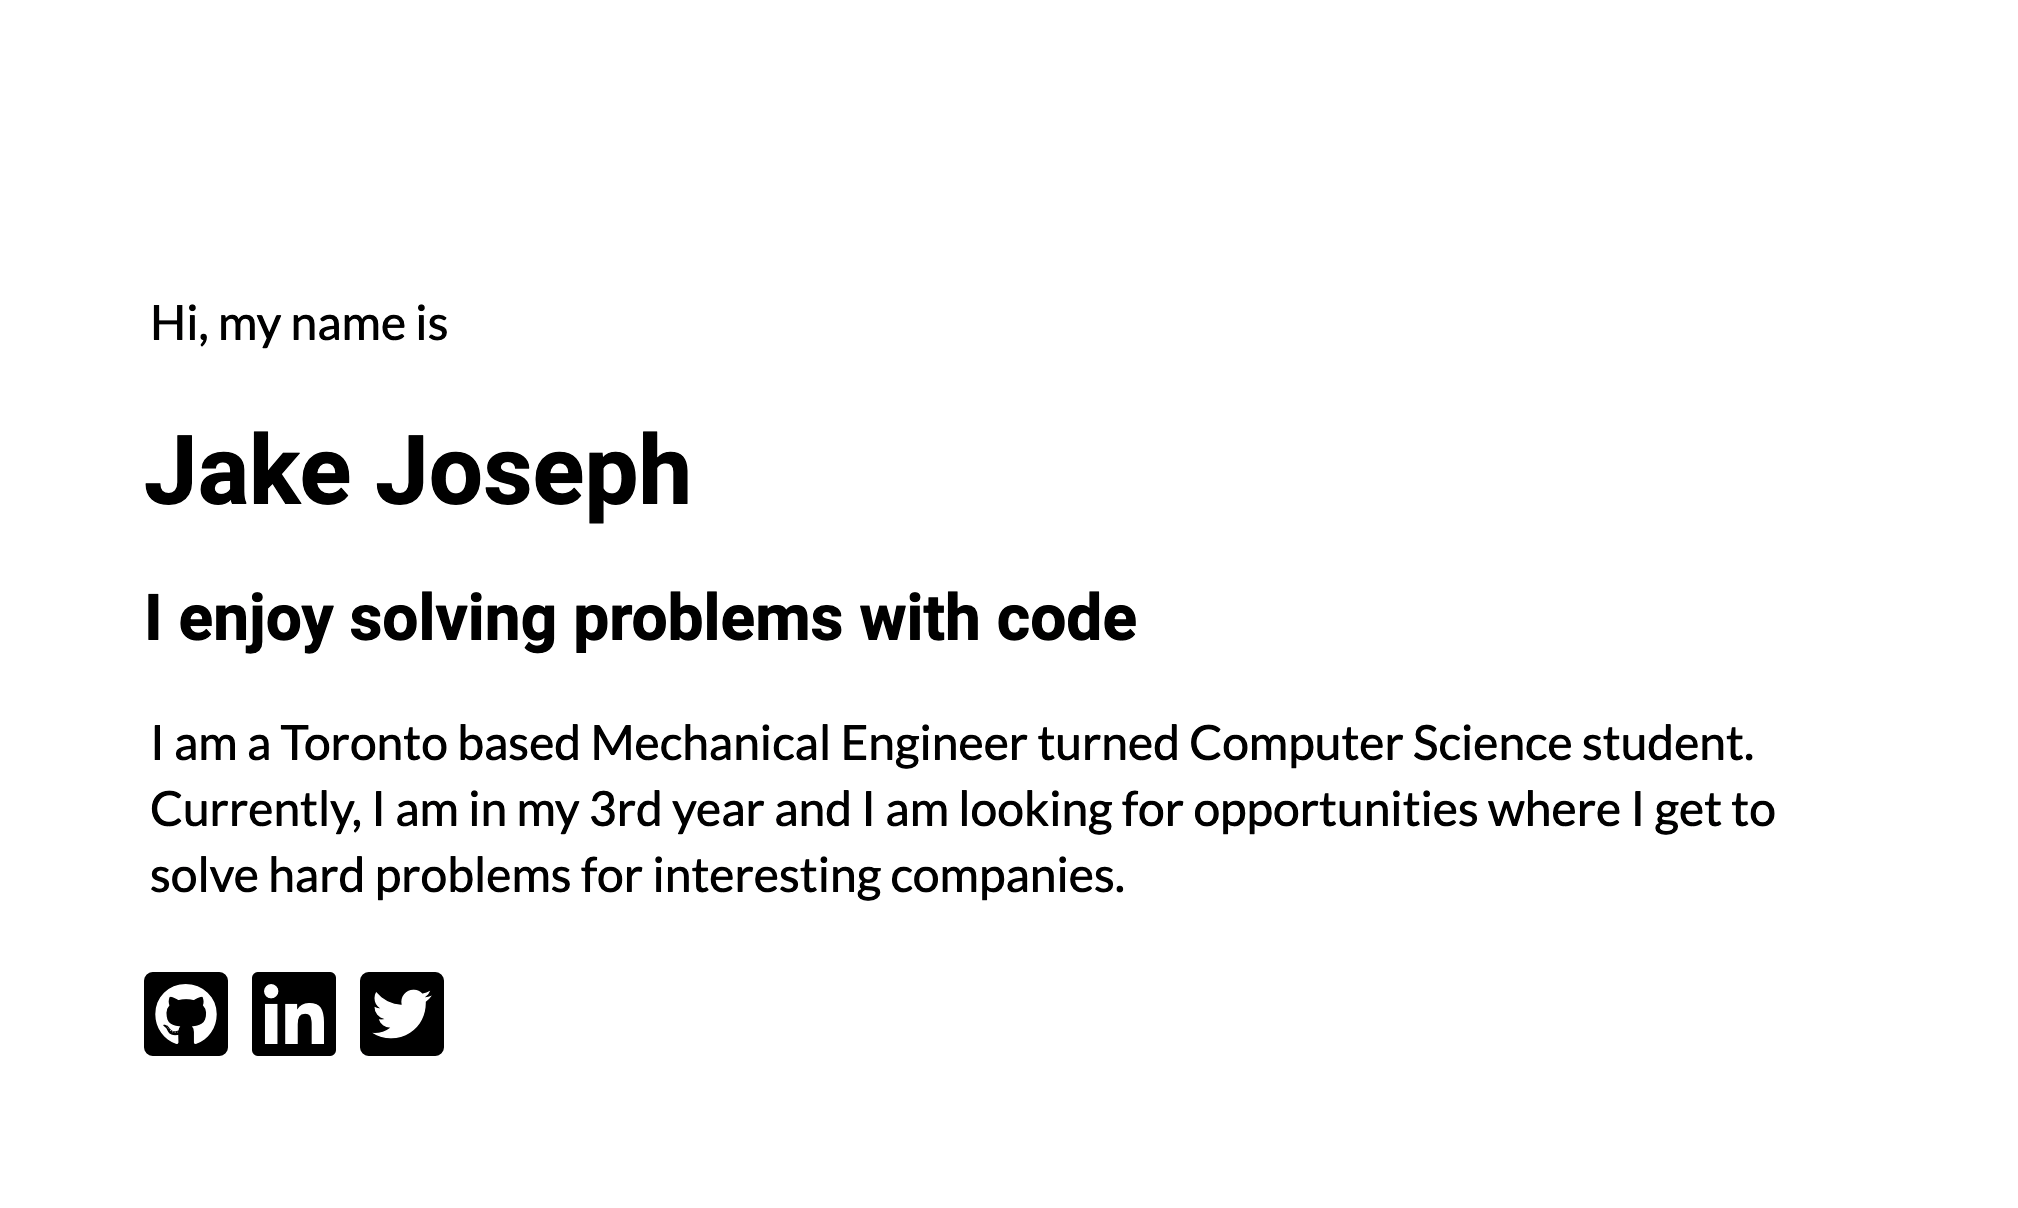 Hi, my name is
Jake Joseph
I enjoy solving problems with code
I am a Toronto based Mechanical Engineer turned Computer Science student.
Currently, I am in my 3rd year and I am looking for opportunities where I get to
solve hard problems for interesting companies.
in